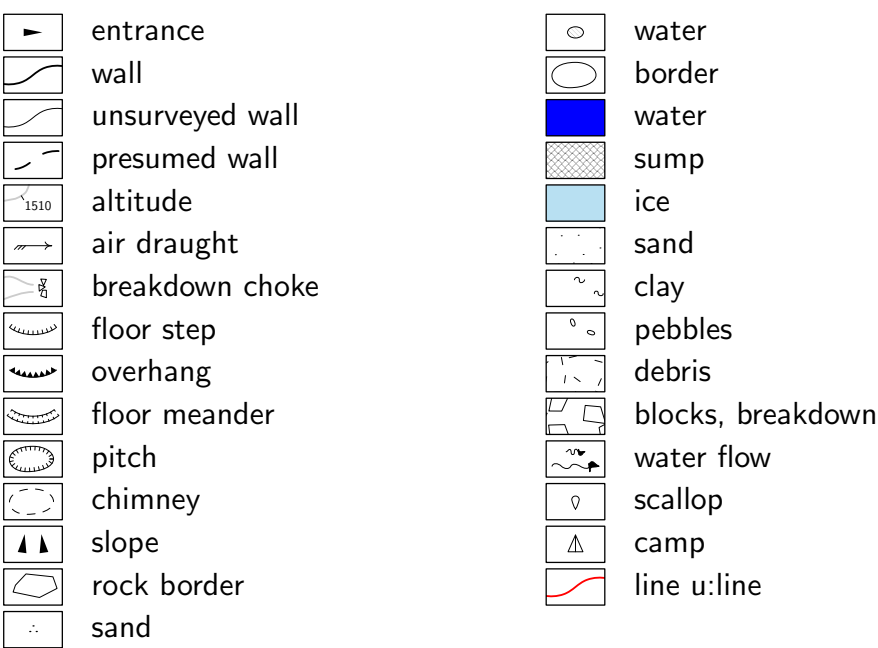 entrance
wall
unsurveyed wall
presumed wall
1510 altitude
air draught
breakdown choke
floor step
overhang
floor meander
pitch
chimney
slope
rock border
sand
water
border
water
sump
ice
sand
clay
pebbles
debris
blocks, breakdown
water flow
scallop
camp
line u:line